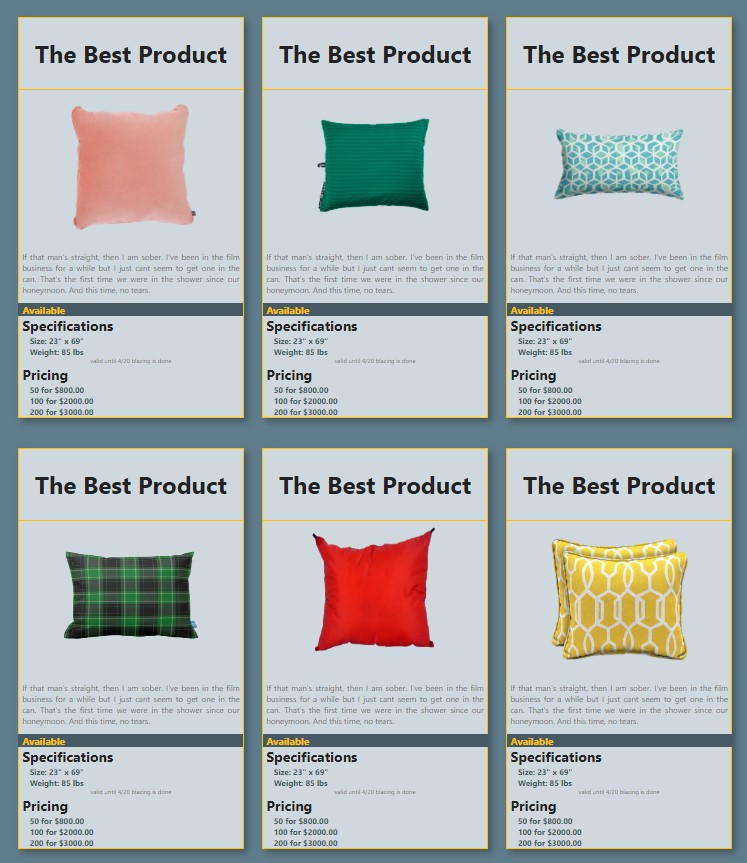 The Best Product
If that man's straight, then I am sober. I've been in the film
business for a while but I just cant seem to get one in the
can. That's the first time we were in the shower since our
honeymoon. And this time, no tears.
Available
Specifications
Size: 23" x 69"
Weight: 85 lbs
valid until 4/20 blazing is done
Pricing
50 for $800.00
100 for $2000.00
200 for $3000.00
The Best Product
If that man's straight, then I am sober. I've been in the film
business for a while but I just cant seem to get one in the
can. That's the first time we were in the shower since our
honeymoon. And this time, no tears.
Available
Specifications
Size: 23" x 69"
Weight: 85 lbs
valid until 4/20 blazing is done
Pricing
50 for $800.00
100 for $2000.00
200 for $3000.00
The Best Product
If that man's straight, then I am sober. I've been in the film
business for a while but I just cant seem to get one in the
can. That's the first time we were in the shower since our
honeymoon. And this time, no tears.
Available
Specifications
Size: 23" x 69"
Weight: 85 lbs
valid until 4/20 blazing is done
Pricing
50 for $800.00
100 for $2000.00
200 for $3000.00
The Best Product
If that man's straight, then I am sober. I've been in the film
business for a while but I just cant seem to get one in the
can. That's the first time we were in the shower since our
honeymoon. And this time, no tears.
Available
Specifications
Size: 23" x 69"
Weight: 85 lbs
valid until 4/20 blazing is done
Pricing
50 for $800.00
100 for $2000.00
200 for $3000.00
The Best Product
If that man's straight, then I am sober. I've been in the film
business for a while but I just cant seem to get one in the
can. That's the first time we were in the shower since our
honeymoon. And this time, no tears.
Available
Specifications
Size: 23" x 69"
Weight: 85 lbs
valid until 4/20 blazing is done
Pricing
50 for $800.00
100 for $2000.00
200 for $3000.00
The Best Product
If that man's straight, then I am sober. I've been in the film
business for a while but I just cant seem to get one in the
can. That's the first time we were in the shower since our
honeymoon. And this time, no tears.
Available
Specifications
Size: 23" x 69"
Weight: 85 lbs
valid until 4/20 blazing is done
Pricing
50 for $800.00
100 for $2000.00
200 for $3000.00